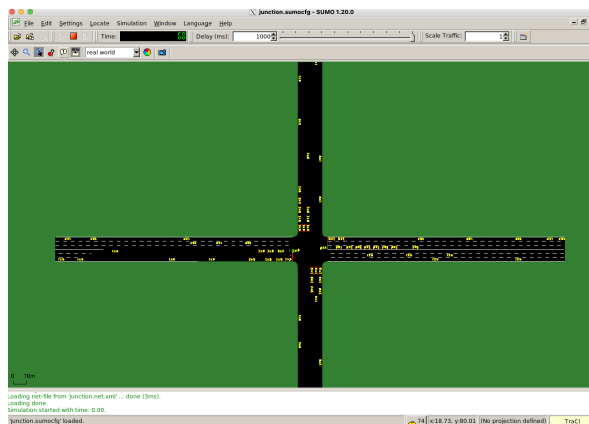 junction.sumocfg - SUMO 1.20.0
File Edit Settings Locate Simulation Window Language Help
Time: Delay (ms): 1000 Scale Traffic: 1
real world
0 10m
Loading net-file from 'junction.net.xml' ... done (3ms).
Loading done.
Simulation started with time: 0.00.
'junction.sumocfg' loaded. 74 x:18.73, y:80.01 (No projection defined) TraCI